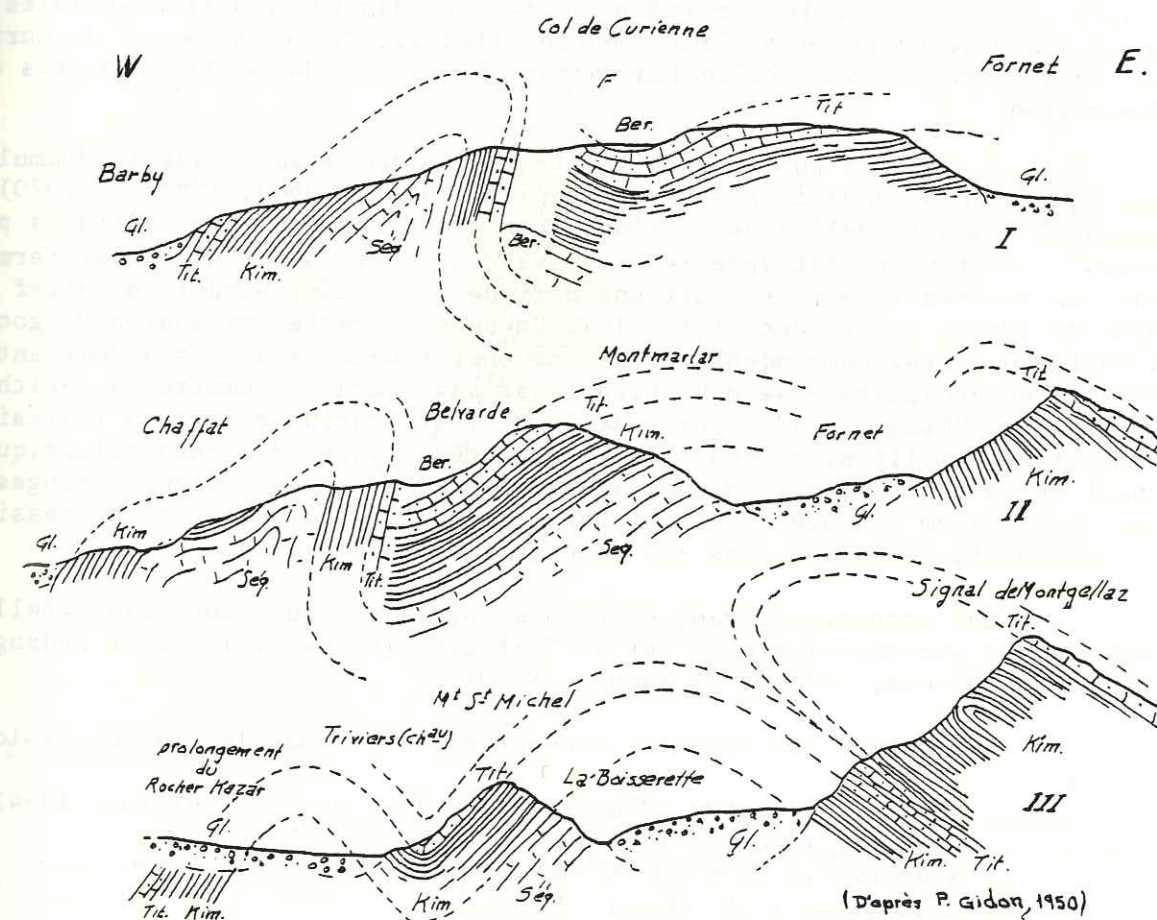 Col de Curienne
W
F
Fornet
E.
Ber.
Tit.
Barby
Gl.
Gl.
Tit.
Kim.
Seq
Ber.
I
Montmarlar
Tit.
Belvarde
Tit.
Kim.
Chaffat
Fornet
Ber.
Kim.
Gl.
Kim
Kim
Gl.
II
Seq.
Tit.
Seq.
Signal de Montgellaz
Tit.
Mt St Michel
Triviers (chau)
prolongement
du
Rocher Kazar
Tit.
La Boisserette
Kim.
Gl.
III
Gl.
Kim
Seq.
Kim.
Tit.
Tit.
Kim.
(D'après P. Gidon, 1950)